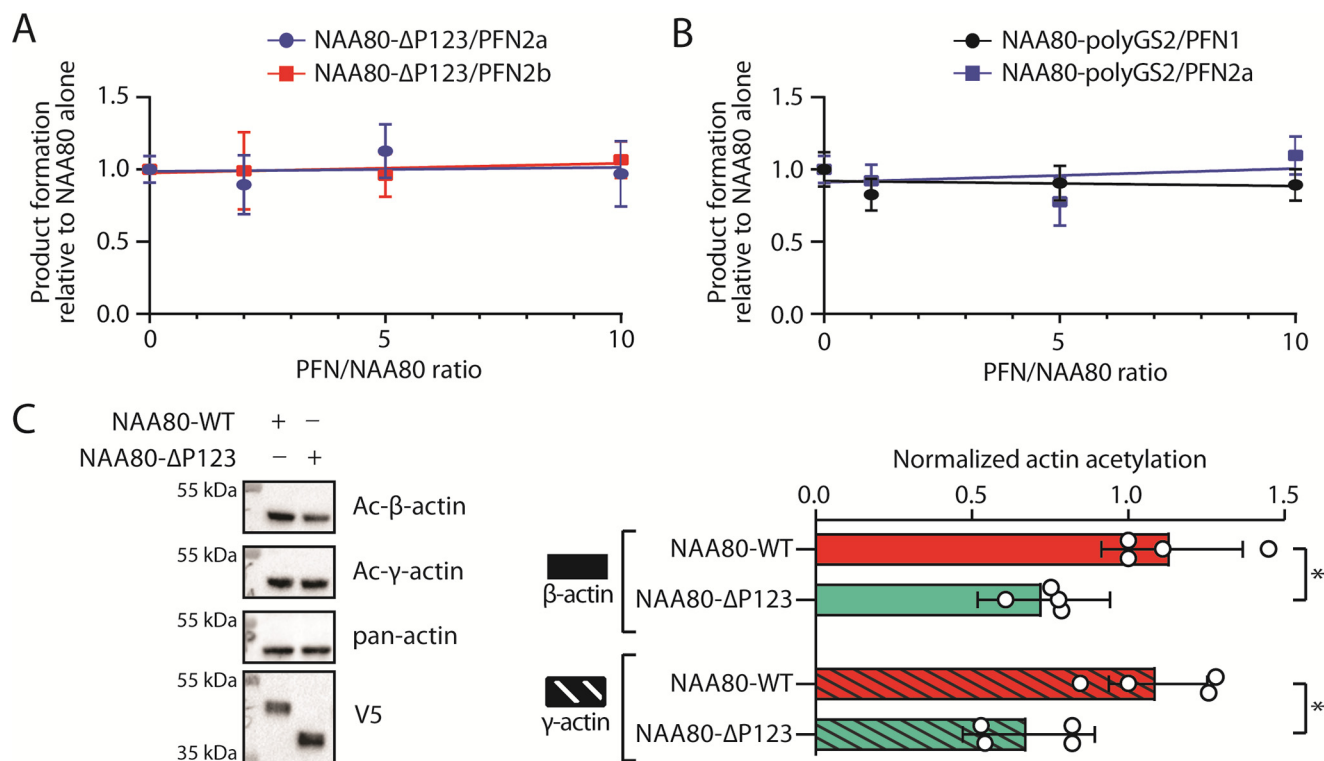 A
NAA80-ΔP123/PFN2a
NAA80-ΔP123/PFN2b
Product formation
relative to NAA80 alone
1.5
1.0
0.5
0.0
0
5
10
PFN/NAA80 ratio
B
NAA80-polyGS2/PFN1
NAA80-polyGS2/PFN2a
Product formation
relative to NAA80 alone
1.5
1.0
0.5
0.0
0
5
10
PFN/NAA80 ratio
C
NAA80-WT + −
NAA80-ΔP123 − +
55 kDa
Ac-β-actin
55 kDa
Ac-γ-actin
55 kDa
pan-actin
55 kDa
V5
35 kDa
Normalized actin acetylation
0.0 0.5 1.0 1.5
β-actin
NAA80-WT
NAA80-ΔP123
*
γ-actin
NAA80-WT
NAA80-ΔP123
*